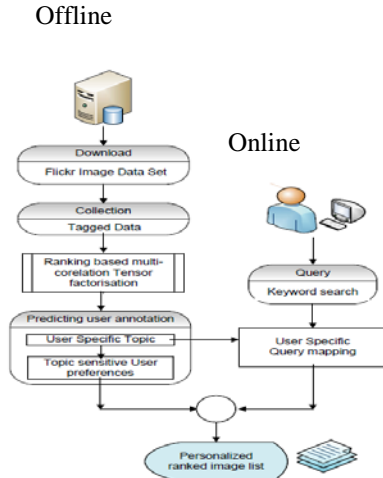 Offline
Online
Download
Flickr Image Data Set
Collection
Tagged Data
Ranking based multi-
corelation Tensor
factorisation
Query
Keyword search
Predicting user annotation
User Specific Topic
Topic sensitive User
preferences
User Specific
Query mapping
Personalized
ranked image list